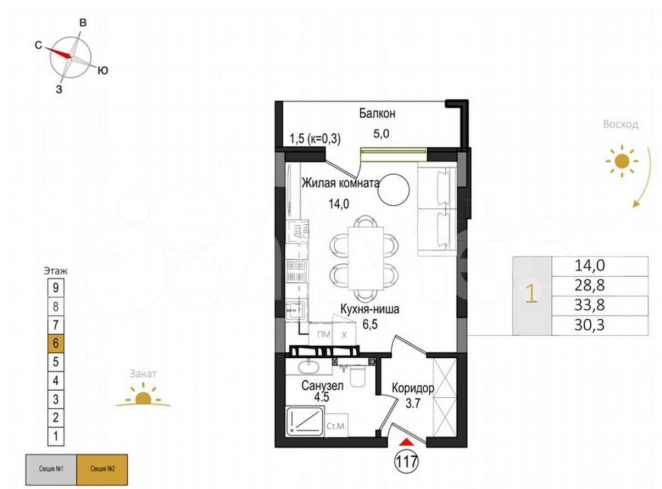 В
С
Ю
З
Балкон
5,0
1,5 (к=0,3)
Восход
Жилая комната
14,0
ДШ
СВЧ
14,0
28,8
33,8
30,3
1
Этаж
9
8
7
6
5
4
3
2
1
Кухня-ниша
6,5
ПМ
Х
Закат
Санузел
4.5
Ст.М.
Коридор
3.7
117
Секция №1
Секция №2